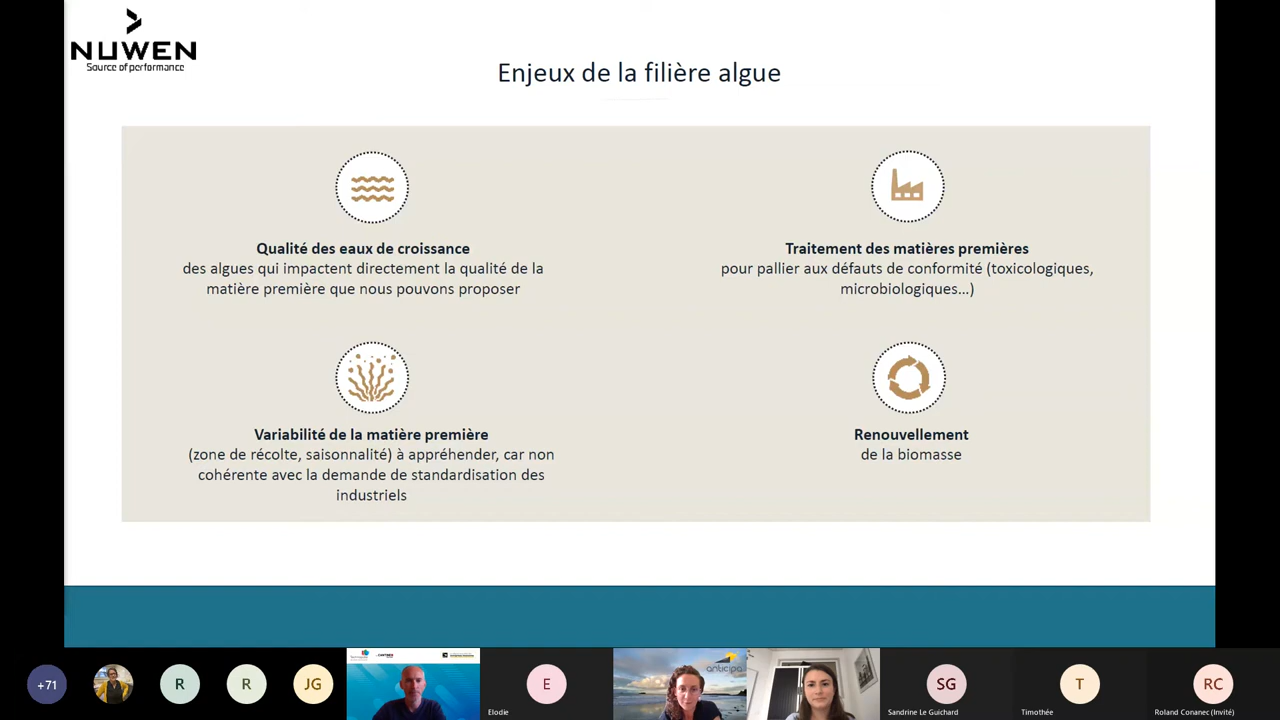 NUWEN
Source of performance
Enjeux de la filière algue
Qualité des eaux de croissance
des algues qui impactent directement la qualité de la
matière première que nous pouvons proposer
Traitement des matières premières
pour pallier aux défauts de conformité (toxicologiques,
microbiologiques...)
Variabilité de la matière première
(zone de récolte, saisonnalité) à appréhender, car non
cohérente avec la demande de standardisation des
industriels
Renouvellement
de la biomasse
+71
R
R
JG
E
Elodie
anticipa
SG
Sandrine Le Guichard
T
Timothée
RC
Roland Conanec (Invité)